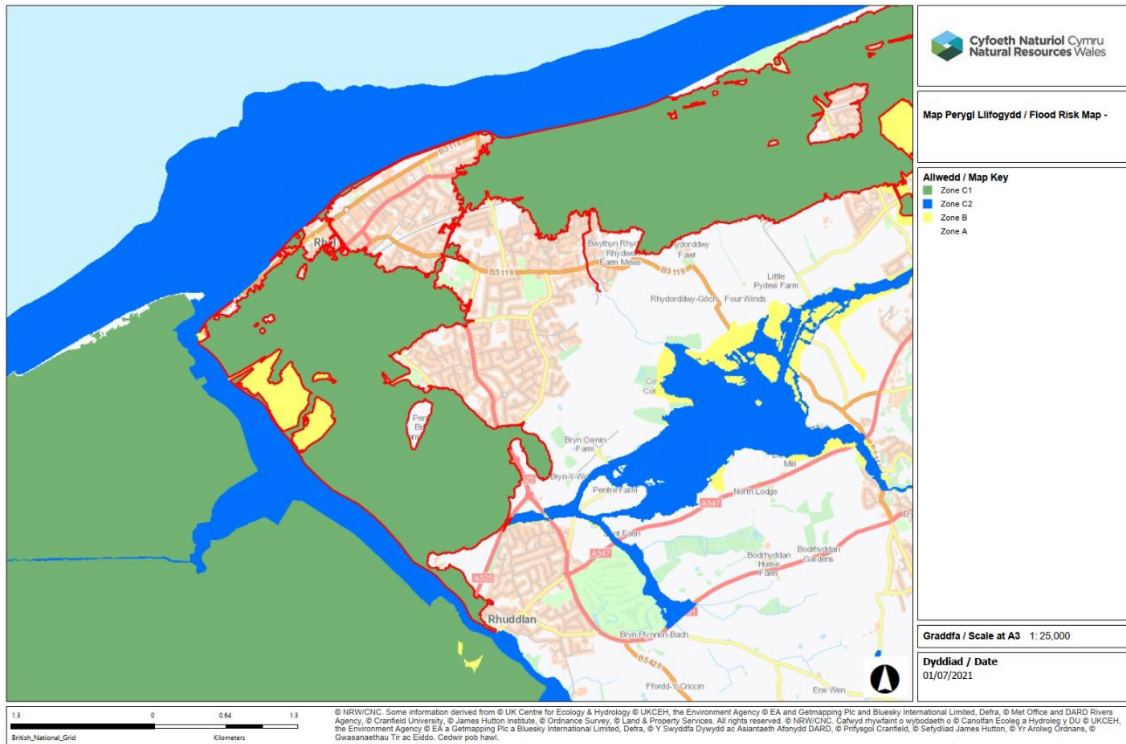 Cyfoeth Naturiol Cymru
Natural Resources Wales
Map Perygl Llifogydd / Flood Risk Map -
Allwedd / Map Key
Zone C1
Zone C2
Zone B
Zone A
Graddfa / Scale at A3 1: 25,000
Dyddiad / Date
01/07/2021
B5118
B5119
Bwythyn Rhyd
Rhydwe
Farm Mews
Fawr
B5119
Little
Pydew Farm
Rhydorddwy-Goch
Four Winds
Bryn Cwnin
Farm
Pentre Farm
North Lodge
A547
A547
A525
Bodrhyddan
Home
Farm
Bodrhyddan
Gardens
Rhuddlan
Bryn Ffynnon-Bach
B5429
Ffordd-Y-Criccin
Erw Wen
1.3
0
0.64
1.3
British_National_Grid
Kilometers
© NRW/CNC. Some information derived from © UK Centre for Ecology & Hydrology © UKCEH, the Environment Agency © EA and Getmapping Plc and Bluesky International Limited, Defra, © Met Office and DARD Rivers
Agency, © Cranfield University, © James Hutton Institute, © Ordnance Survey, © Land & Property Services. All rights reserved. © NRW/CNC. Cafwyd rhywfaint o wybodaeth o © Canolfan Ecoleg a Hydroleg y DU © UKCEH,
the Environment Agency © EA a Getmapping Plc a Bluesky International Limited, Defra, © Y Swyddfa Dywydd ac Asiantaeth Afonydd DARD, © Prifysgol Cranfield, © Sefydliad James Hutton, © Yr Arolwg Ordnans, ©
Gwasanaethau Tir ac Eiddo. Cedwir pob hawl.